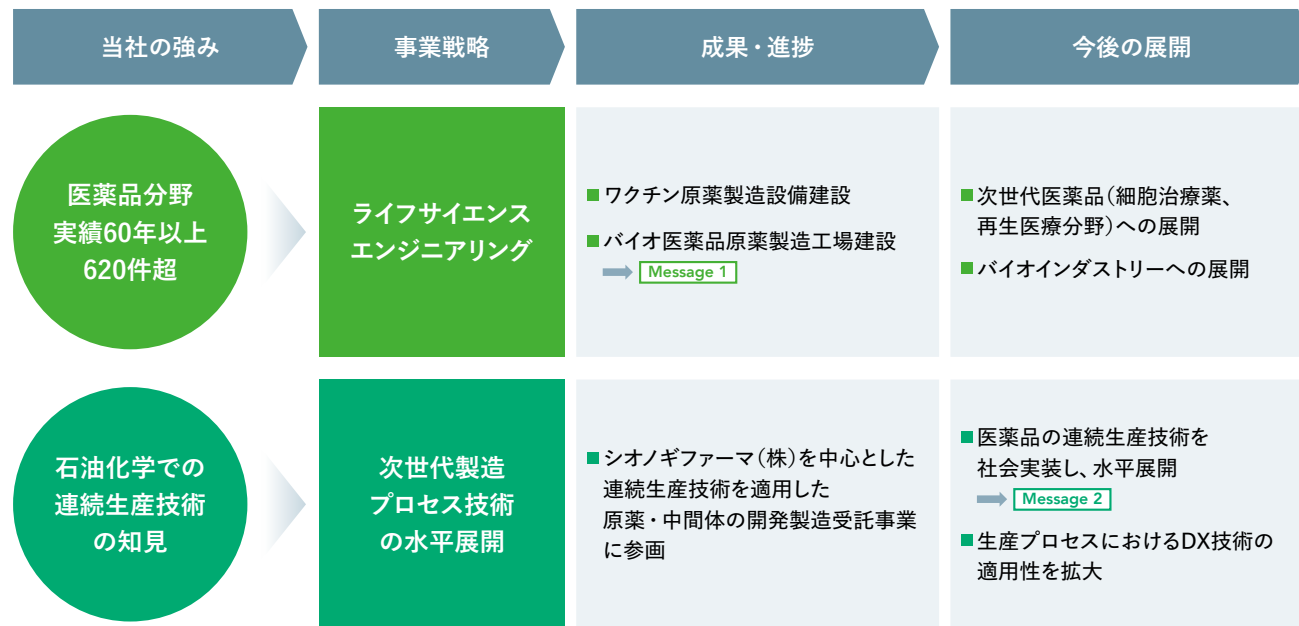 当社の強み
事業戦略
成果・進捗
今後の展開
医薬品分野
実績60年以上
620件超
ライフサイエンス
エンジニアリング
■ワクチン原薬製造設備建設
■バイオ医薬品原薬製造工場建設
Message 1
■次世代医薬品(細胞治療薬、
再生医療分野)への展開
■バイオインダストリーへの展開
石油化学での
連続生産技術
の知見
次世代製造
プロセス技術
の水平展開
■シオノギファーマ(株)を中心とした
連続生産技術を適用した
原薬・中間体の開発製造受託事業
に参画
■医薬品の連続生産技術を
社会実装し、水平展開
Message 2
■生産プロセスにおけるDX技術の
適用性を拡大